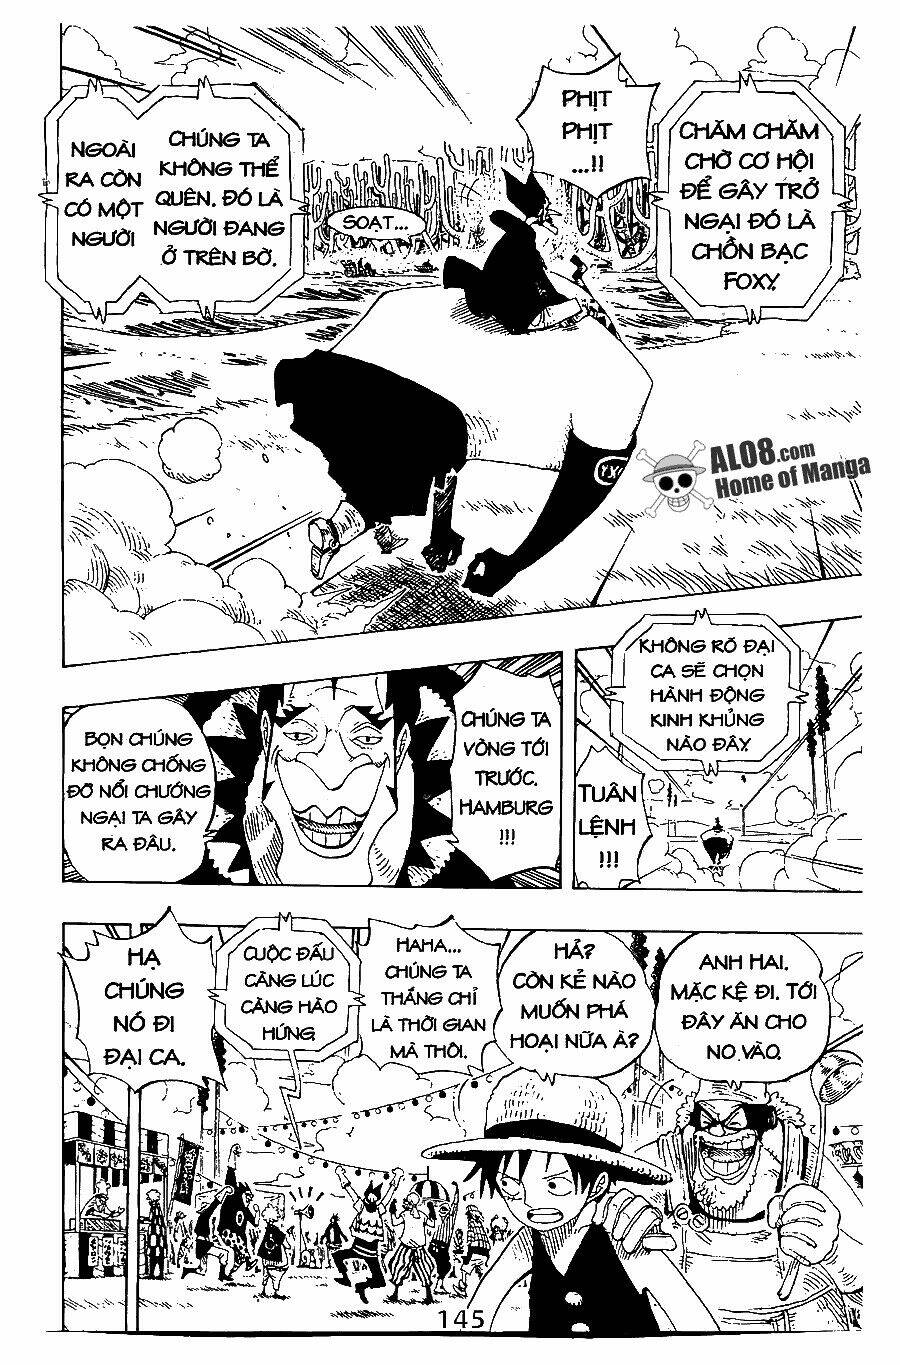 PHỊT
PHỊT
...!!
CHĂM CHĂM
CHỜ CƠ HỘI
ĐỂ GÂY TRỞ
NGẠI ĐÓ LÀ
CHỒN BẠC
FOXY.
CHÚNG TA
KHÔNG THỂ
QUÊN. ĐÓ LÀ
NGƯỜI ĐANG
Ở TRÊN BỜ.
NGOÀI
RA CÒN
CÓ MỘT
NGƯỜI
SOẠT...
ALO8.com
Home of Manga
KHÔNG RÕ ĐẠI
CA SẼ CHỌN
HÀNH ĐỘNG
KINH KHỦNG
NÀO ĐÂY.
TUÂN
LỆNH
!!!
CHÚNG TA
VÒNG TỚI
TRƯỚC.
HAMBURG
!!!
BỌN CHÚNG
KHÔNG CHỐNG
ĐỠ NỔI CHƯỚNG
NGẠI TA GÂY
RA ĐÂU.
ANH HAI.
MẶC KỆ ĐI. TỚI
ĐÂY ĂN CHO
NO VÀO.
HẢ?
CÒN KẺ NÀO
MUỐN PHÁ
HOẠI NỮA À?
HAHA...
CHÚNG TA
THẮNG CHỈ
LÀ THỜI GIAN
MÀ THÔI.
CUỘC ĐẤU
CÀNG LÚC
CÀNG HÀO
HỨNG.
HẠ
CHÚNG
NÓ ĐI
ĐẠI CA.
145